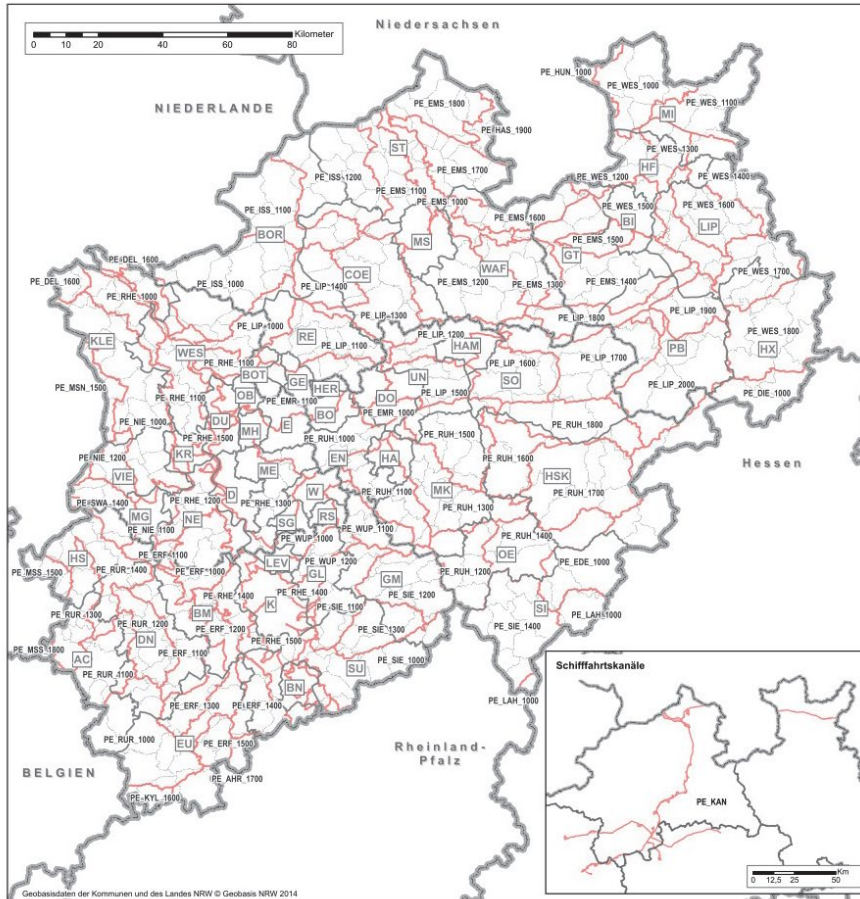 Kilometer
0 20 40 60 80
Niedersachsen
NIEDERLANDE
PE_HUN_1000
PE_WES_1000
PE_WES_1100
MI
PE_EMS_1800
PE_HAS_1900
ST
PE_WES_1300
HF
PE_ISS_1200
PE_EMS_1700
PE_WES_1200
PE_WES_1400
PE_EMS_1100
PE_EMS_1000
PE_ISS_1100
PE_EMS_1600
PE_WES_1500
PE_WES_1600
BI
LIP
BOR
MS
PE_EMS_1500
GT
PE_DEL_1600
PE_DEL_1600
COE
WAF
PE_WES_1700
PE_RHE_1000
PE_ISS_1000
PE_LIP_1400
PE_EMS_1200
PE_EMS_1300
PE_EMS_1400
PE_LIP_1300
PE_LIP_1800
PE_LIP_1900
PE_LIP_1000
PE_WES_1800
KLE
WES
RE
PE_LIP_1100
PE_LIP_1200
HAM
PB
HX
PE_RHE_1100
PE_LIP_1600
PE_LIP_1700
BOT
GE
HER
UN
SO
PE_MSN_1500
PE_RHE_1100
OB
PE_EMR_1100
DO
PE_LIP_1500
PE_LIP_2000
PE_DIE_1000
BO
PE_EMR_1000
PE_NIE_1000
DU
MH
E
PE_RUH_1000
PE_RUH_1500
PE_RUH_1800
PE_RHE_1500
PE_NIE_1200
KR
EN
HA
PE_RUH_1600
Hessen
VIE
ME
HSK
PE_SWA_1400
PE_RHE_1200
D
PE_RHE_1300
W
PE_RUH_1100
MK
PE_RUH_1700
MG
NE
SG
RS
PE_RUH_1300
PE_NIE_1100
PE_WUP_1000
PE_WUP_1100
PE_RUH_1400
HS
PE_ERF_1100
LEV
PE_WUP_1200
OE
PE_MSS_1500
PE_RUR_1400
PE_ERF_1000
GL
GM
PE_RUH_1200
PE_EDE_1000
PE_RHE_1400
PE_RHE_1400
PE_SIE_1200
PE_RUR_1300
BM
K
PE_SIE_1100
SI
PE_LAH_1000
PE_RUR_1200
PE_ERF_1200
PE_SIE_1300
PE_SIE_1400
PE_MSS_1800
DN
PE_RHE_1500
AC
PE_ERF_1100
SU
PE_SIE_1000
PE_RUR_1100
BN
PE_LAH_1000
PE_ERF_1300
PE_ERF_1400
PE_RUR_1000
EU
PE_ERF_1500
Rheinland-
Pfalz
BELGIEN
PE_AHR_1700
PE_KYL_1600
Schifffahrtskanäle
PE_KAN
Km
0 12,5 25 50
Geobasisdaten der Kommunen und des Landes NRW © Geobasis NRW 2014